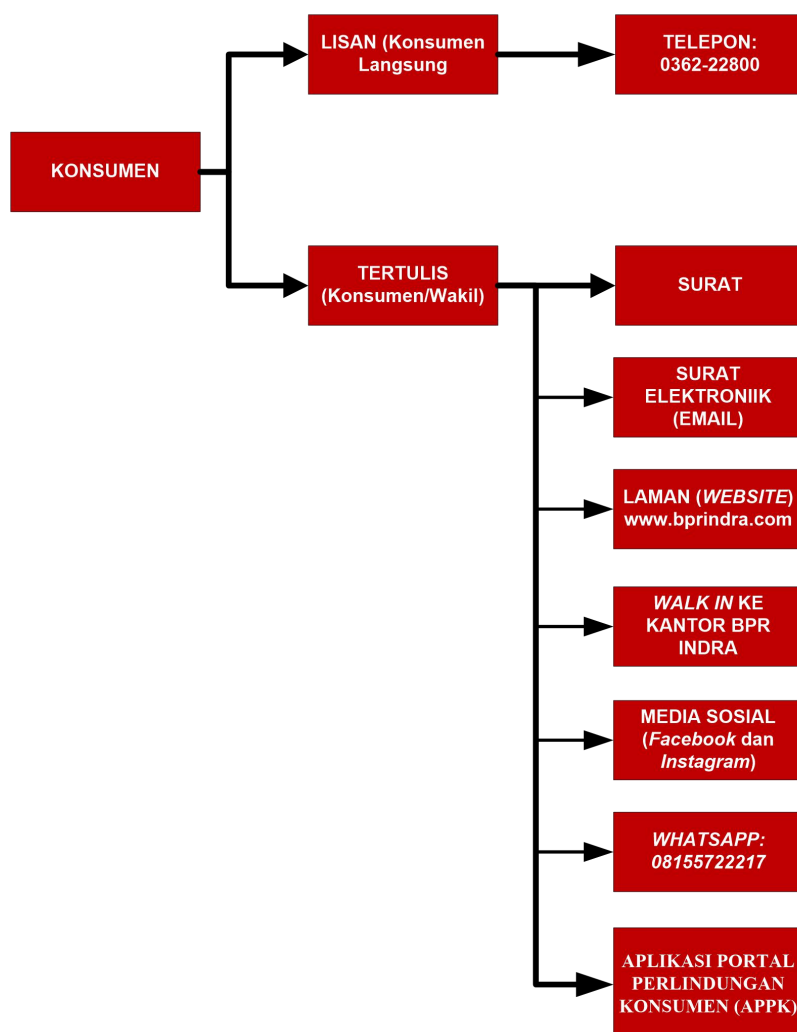 LISAN (Konsumen
Langsung
TELEPON:
0362-22800
KONSUMEN
TERTULIS
(Konsumen/Wakil)
SURAT
SURAT
ELEKTRONIIK
(EMAIL)
LAMAN (WEBSITE)
www.bprindra.com
WALK IN KE
KANTOR BPR
INDRA
MEDIA SOSIAL
(Facebook dan
Instagram)
WHATSAPP:
08155722217
APLIKASI PORTAL
PERLINDUNGAN
KONSUMEN (APPK)